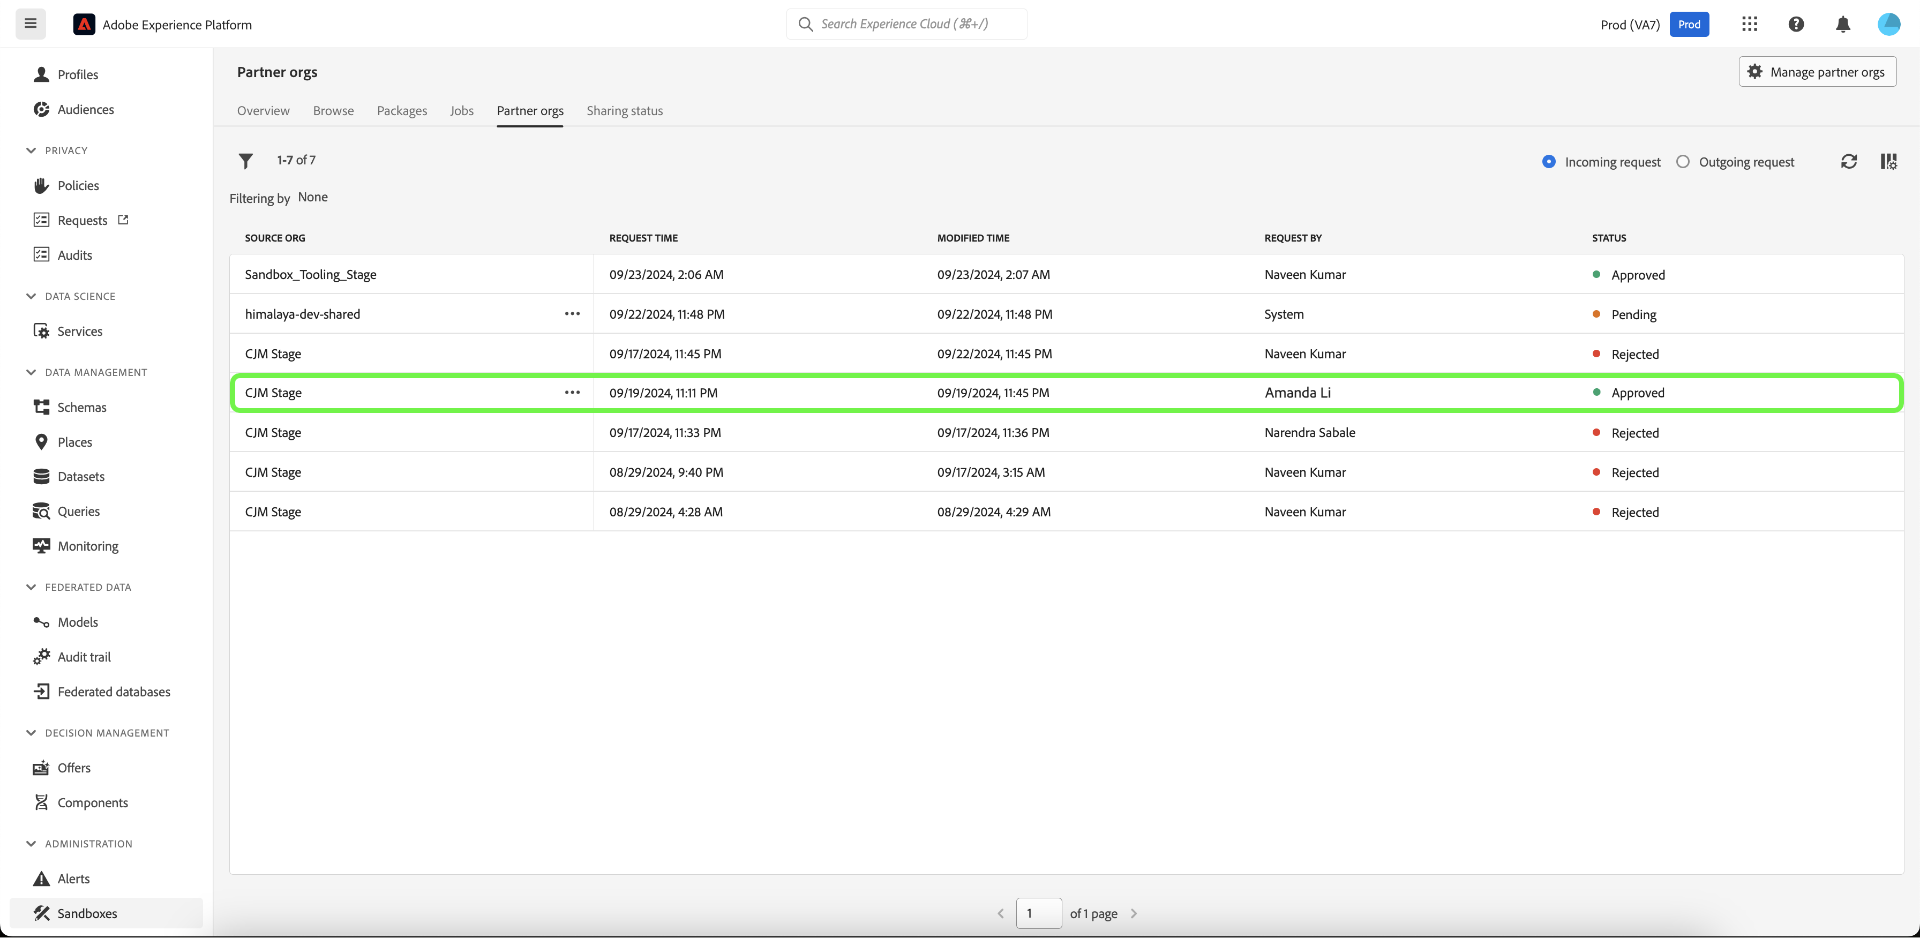 Adobe Experience Platform
Search Experience Cloud (⌘+/)
Prod (VA7)
Prod
Profiles
Audiences
PRIVACY
Policies
Requests
Audits
DATA SCIENCE
Services
DATA MANAGEMENT
Schemas
Places
Datasets
Queries
Monitoring
FEDERATED DATA
Models
Audit trail
Federated databases
DECISION MANAGEMENT
Offers
Components
ADMINISTRATION
Alerts
Sandboxes
Partner orgs
Manage partner orgs
Overview Browse Packages Jobs Partner orgs Sharing status
1-7 of 7
Incoming request Outgoing request
Filtering by None
SOURCE ORG REQUEST TIME MODIFIED TIME REQUEST BY STATUS
Sandbox_Tooling_Stage 09/23/2024, 2:06 AM 09/23/2024, 2:07 AM Naveen Kumar Approved
himalaya-dev-shared ••• 09/22/2024, 11:48 PM 09/22/2024, 11:48 PM System Pending
CJM Stage 09/17/2024, 11:45 PM 09/22/2024, 11:45 PM Naveen Kumar Rejected
CJM Stage ••• 09/19/2024, 11:11 PM 09/19/2024, 11:45 PM Amanda Li Approved
CJM Stage 09/17/2024, 11:33 PM 09/17/2024, 11:36 PM Narendra Sabale Rejected
CJM Stage 08/29/2024, 9:40 PM 09/17/2024, 3:15 AM Naveen Kumar Rejected
CJM Stage 08/29/2024, 4:28 AM 08/29/2024, 4:29 AM Naveen Kumar Rejected
1 of 1 page